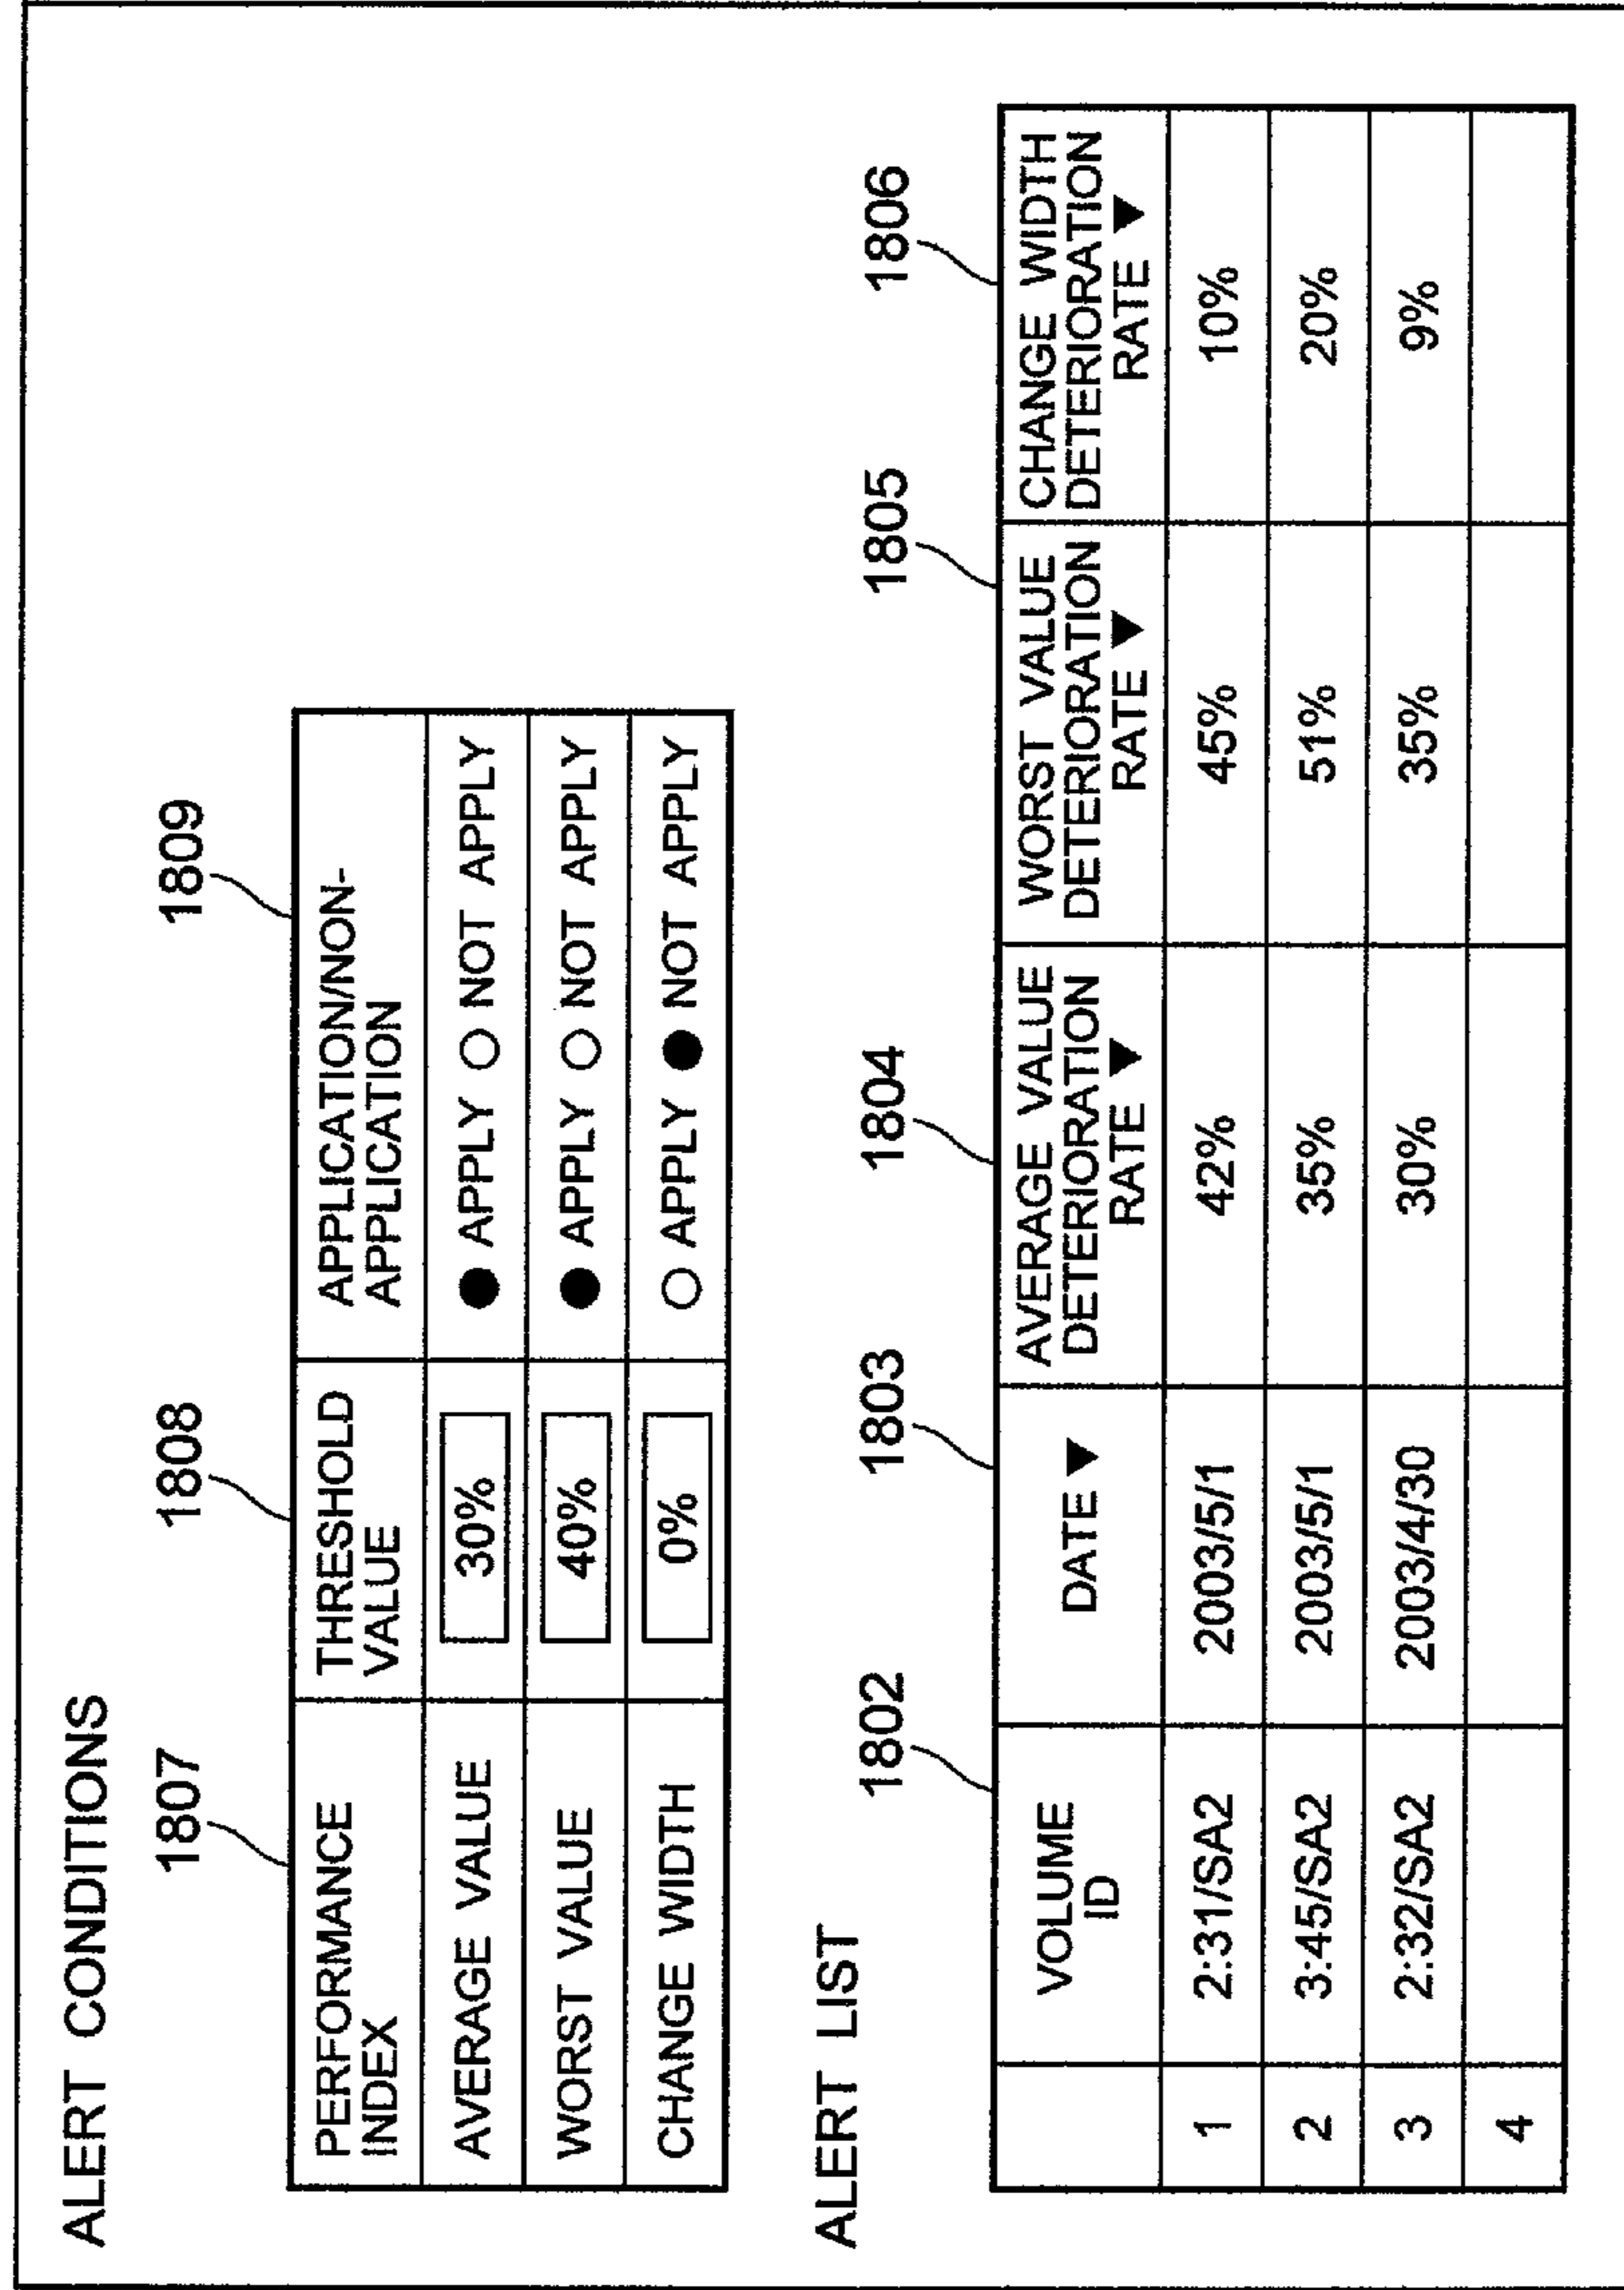 ALERT CONDITIONS
1807
1808
1809
PERFORMANCE INDEX
THRESHOLD VALUE
APPLICATION/NON-APPLICATION
AVERAGE VALUE 30% ● APPLY ○ NOT APPLY
WORST VALUE 40% ● APPLY ○ NOT APPLY
CHANGE WIDTH 0% ○ APPLY ● NOT APPLY
ALERT LIST
1802
1803
1804
1805
1806
VOLUME ID
DATE ▼
AVERAGE VALUE DETERIORATION RATE ▼
WORST VALUE DETERIORATION RATE ▼
CHANGE WIDTH DETERIORATION RATE ▼
1 2:31/SA2 2003/5/1 42% 45% 10%
2 3:45/SA2 2003/5/1 35% 51% 20%
3 2:32/SA2 2003/4/30 30% 35% 9%
4